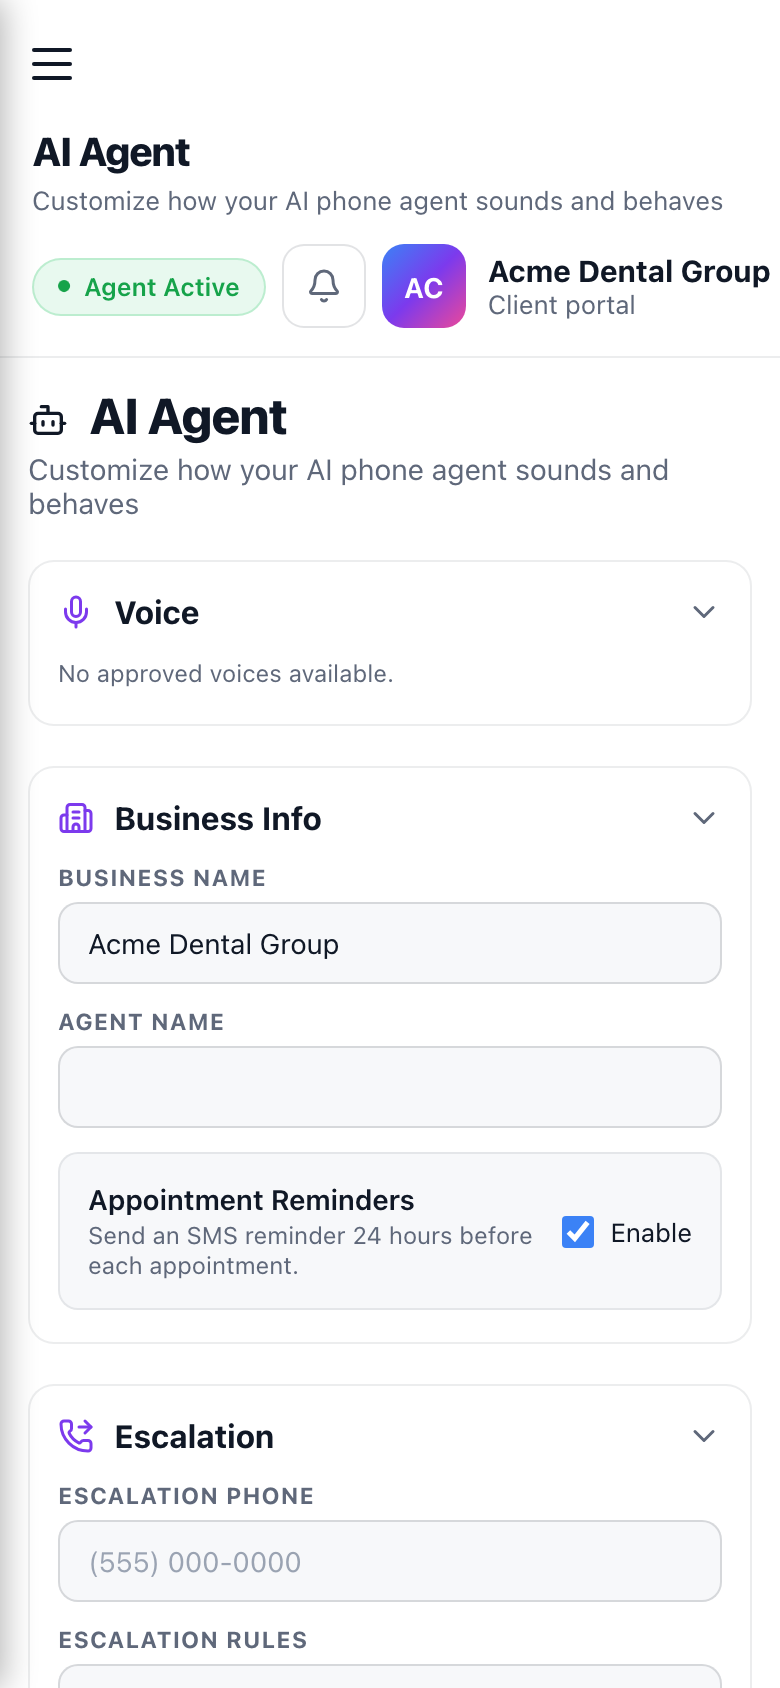 AI Agent
Customize how your AI phone agent sounds and behaves
Agent Active
AC
Acme Dental Group
Client portal
AI Agent
Customize how your AI phone agent sounds and
behaves
Voice
No approved voices available.
Business Info
BUSINESS NAME
Acme Dental Group
AGENT NAME
Appointment Reminders
Send an SMS reminder 24 hours before
each appointment.
Enable
Escalation
ESCALATION PHONE
(555) 000-0000
ESCALATION RULES